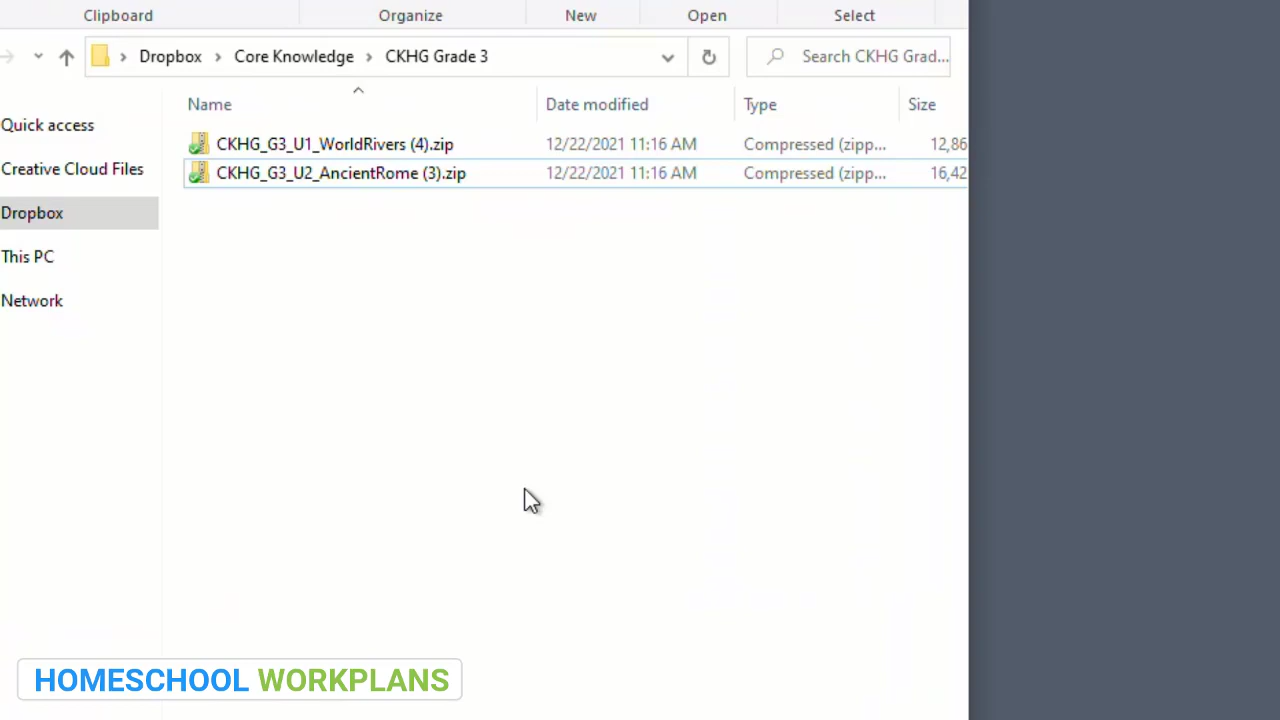 Clipboard Organize New Open Select
Dropbox Core Knowledge CKHG Grade 3 Search CKHG Grad...
Name Date modified Type Size
Quick access
Creative Cloud Files
Dropbox
This PC
Network
CKHG_G3_U1_WorldRivers (4).zip 12/22/2021 11:16 AM Compressed (zipp... 12,86
CKHG_G3_U2_AncientRome (3).zip 12/22/2021 11:16 AM Compressed (zipp... 16,42
HOMESCHOOL WORKPLANS